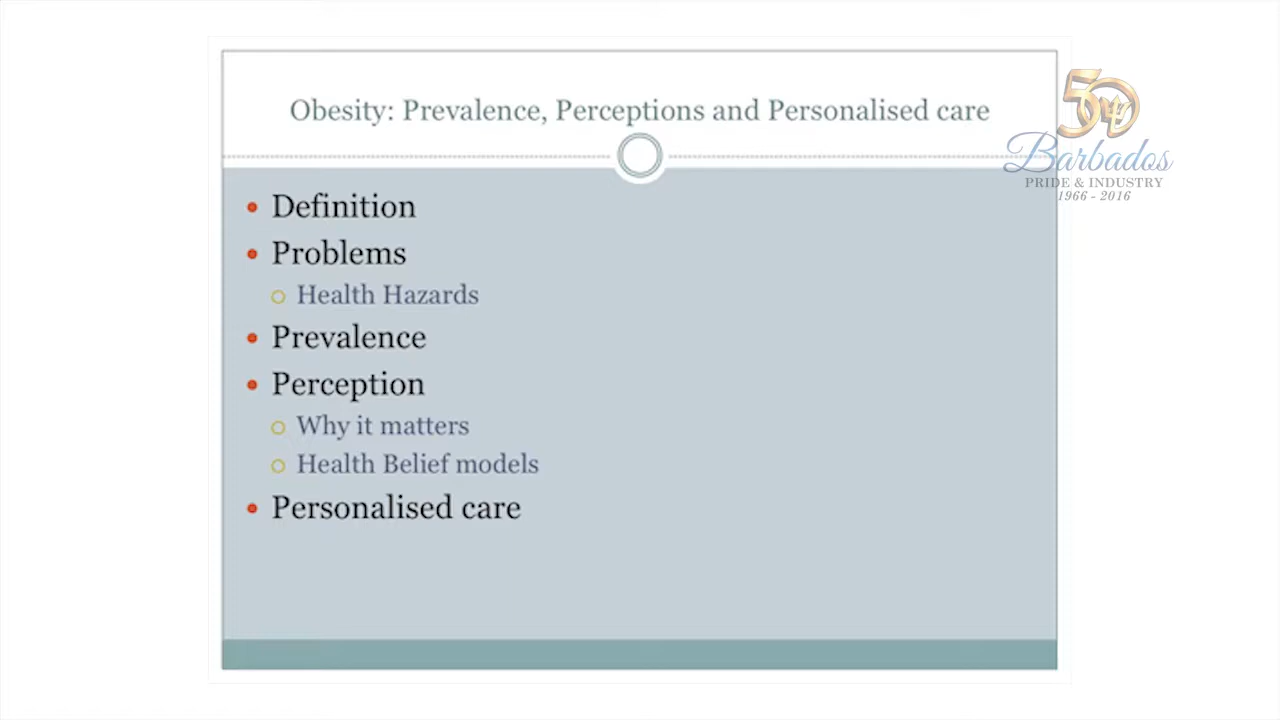 Obesity: Prevalence, Perceptions and Personalised care
50
Barbados
PRIDE & INDUSTRY
1966 - 2016
Definition
Problems
Health Hazards
Prevalence
Perception
Why it matters
Health Belief models
Personalised care